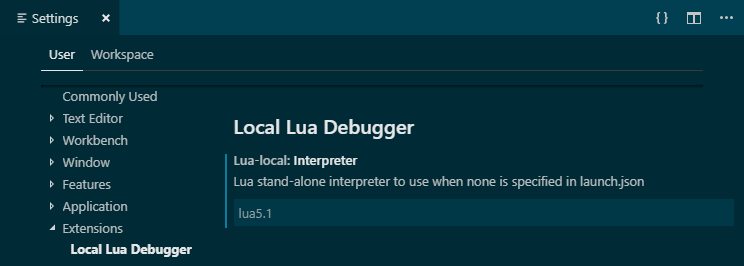 Settings
User Workspace
Commonly Used
Text Editor
Workbench
Window
Features
Application
Extensions
Local Lua Debugger
Local Lua Debugger
Lua-local: Interpreter
Lua stand-alone interpreter to use when none is specified in launch.json
lua5.1